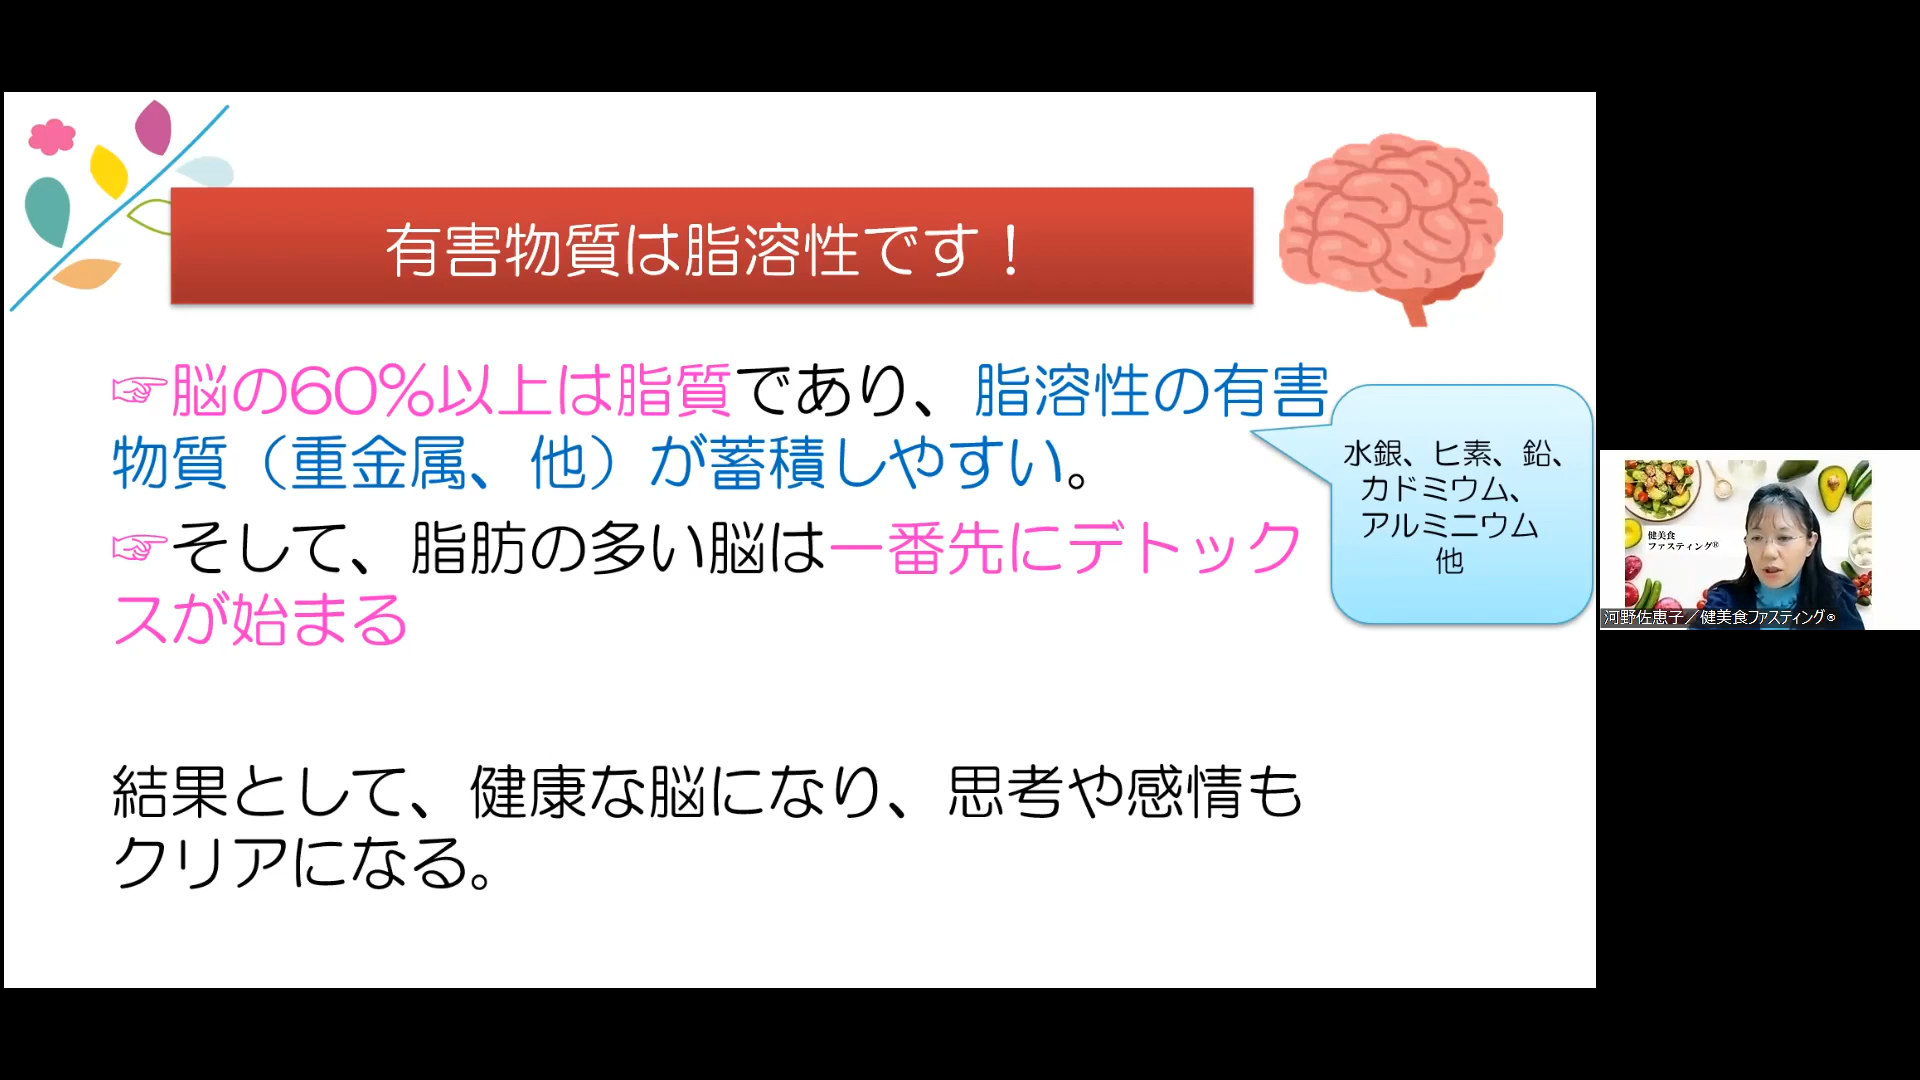 有害物質は脂溶性です！
☞脳の60％以上は脂質であり、脂溶性の有害
物質（重金属、他）が蓄積しやすい。
☞そして、脂肪の多い脳は一番先にデトック
スが始まる
結果として、健康な脳になり、思考や感情も
クリアになる。
水銀、ヒ素、鉛、
カドミウム、
アルミニウム
他
健美食
ファスティング®
河野佐恵子／健美食ファスティング®